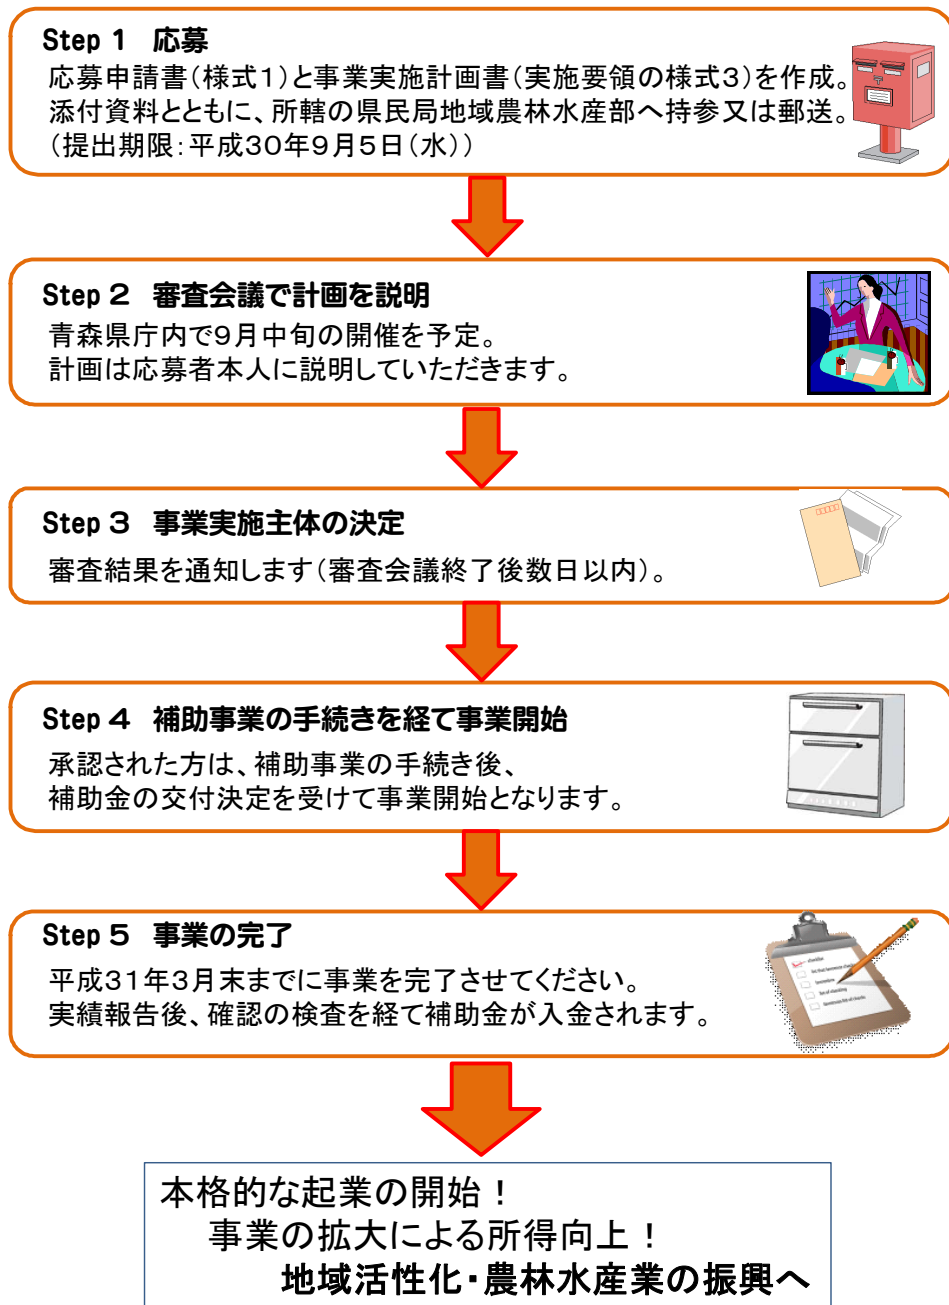 Step 1 応募
応募申請書(様式1)と事業実施計画書(実施要領の様式3)を作成。
添付資料とともに、所轄の県民局地域農林水産部へ持参又は郵送。
(提出期限:平成30年9月5日(水))
Step 2 審査会議で計画を説明
青森県庁内で9月中旬の開催を予定。
計画は応募者本人に説明していただきます。
Step 3 事業実施主体の決定
審査結果を通知します(審査会議終了後数日以内)。
Step 4 補助事業の手続きを経て事業開始
承認された方は、補助事業の手続き後、
補助金の交付決定を受けて事業開始となります。
Step 5 事業の完了
平成31年3月末までに事業を完了させてください。
実績報告後、確認の検査を経て補助金が入金されます。
本格的な起業の開始!
事業の拡大による所得向上!
地域活性化・農林水産業の振興へ